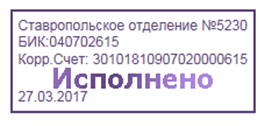 Ставропольское отделение №5230
БИК:040702615
Корр.Счет: 30101810907020000615
Исполнено
27.03.2017